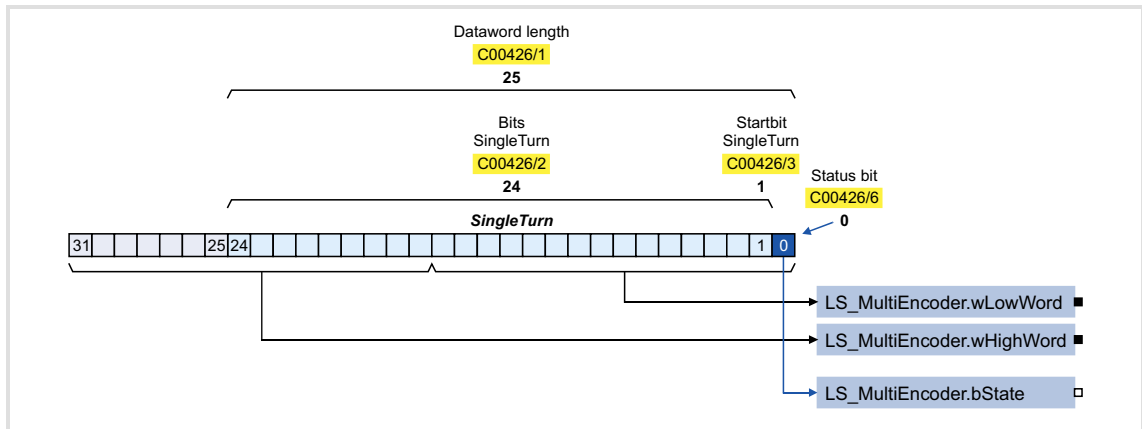 Dataword length
C00426/1
25
Bits
SingleTurn
C00426/2
24
Startbit
SingleTurn
C00426/3
1
Status bit
C00426/6
0
SingleTurn
31 25 24 1 0
LS_MultiEncoder.wLowWord
LS_MultiEncoder.wHighWord
LS_MultiEncoder.bState